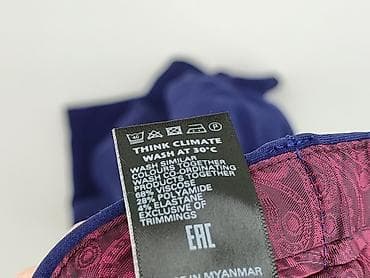 40 P
THINK CLIMATE
WASH AT 30°C
WASH SIMILAR
COLOURS TOGETHER
WASH CO-ORDINATING
PRODUCTS TOGETHER
68% VISCOSE
28% POLYAMIDE
4% ELASTANE
EXCLUSIVE OF
TRIMMINGS
EAC
IN MYANMAR